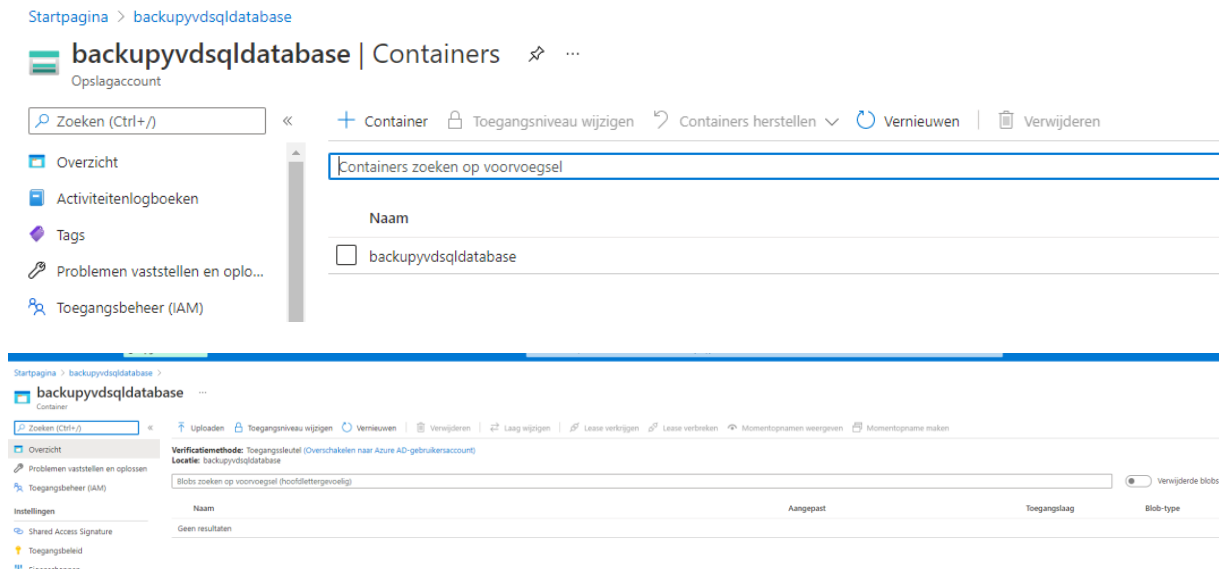 Startpagina > backupyvdsqldatabase
backupyvdsqldatabase | Containers ...
Opslagaccount
Zoeken (Ctrl+/) «
+ Container Toegangsniveau wijzigen Containers herstellen Vernieuwen Verwijderen
Overzicht
Containers zoeken op voorvoegsel
Activiteitenlogboeken
Naam
Tags
backupyvdsqldatabase
Problemen vaststellen en oplo...
Toegangsbeheer (IAM)
Startpagina > backupyvdsqldatabase >
backupyvdsqldatabase ...
Container
Zoeken (Ctrl+/) «
Uploaden Toegangsniveau wijzigen Vernieuwen Verwijderen Laag wijzigen Lease verkrijgen Lease verbreken Momentopnamen weergeven Momentopname maken
Overzicht
Verificatiemethode: Toegangssleutel (Overschakelen naar Azure AD-gebruikersaccount)
Locatie: backupyvdsqldatabase
Problemen vaststellen en oplossen
Toegangsbeheer (IAM)
Blobs zoeken op voorvoegsel (hoofdlettergevoelig) Verwijderde blobs
Instellingen
Naam Aangepast Toegangslaag Blob-type
Shared Access Signature
Geen resultaten
Toegangsbeleid